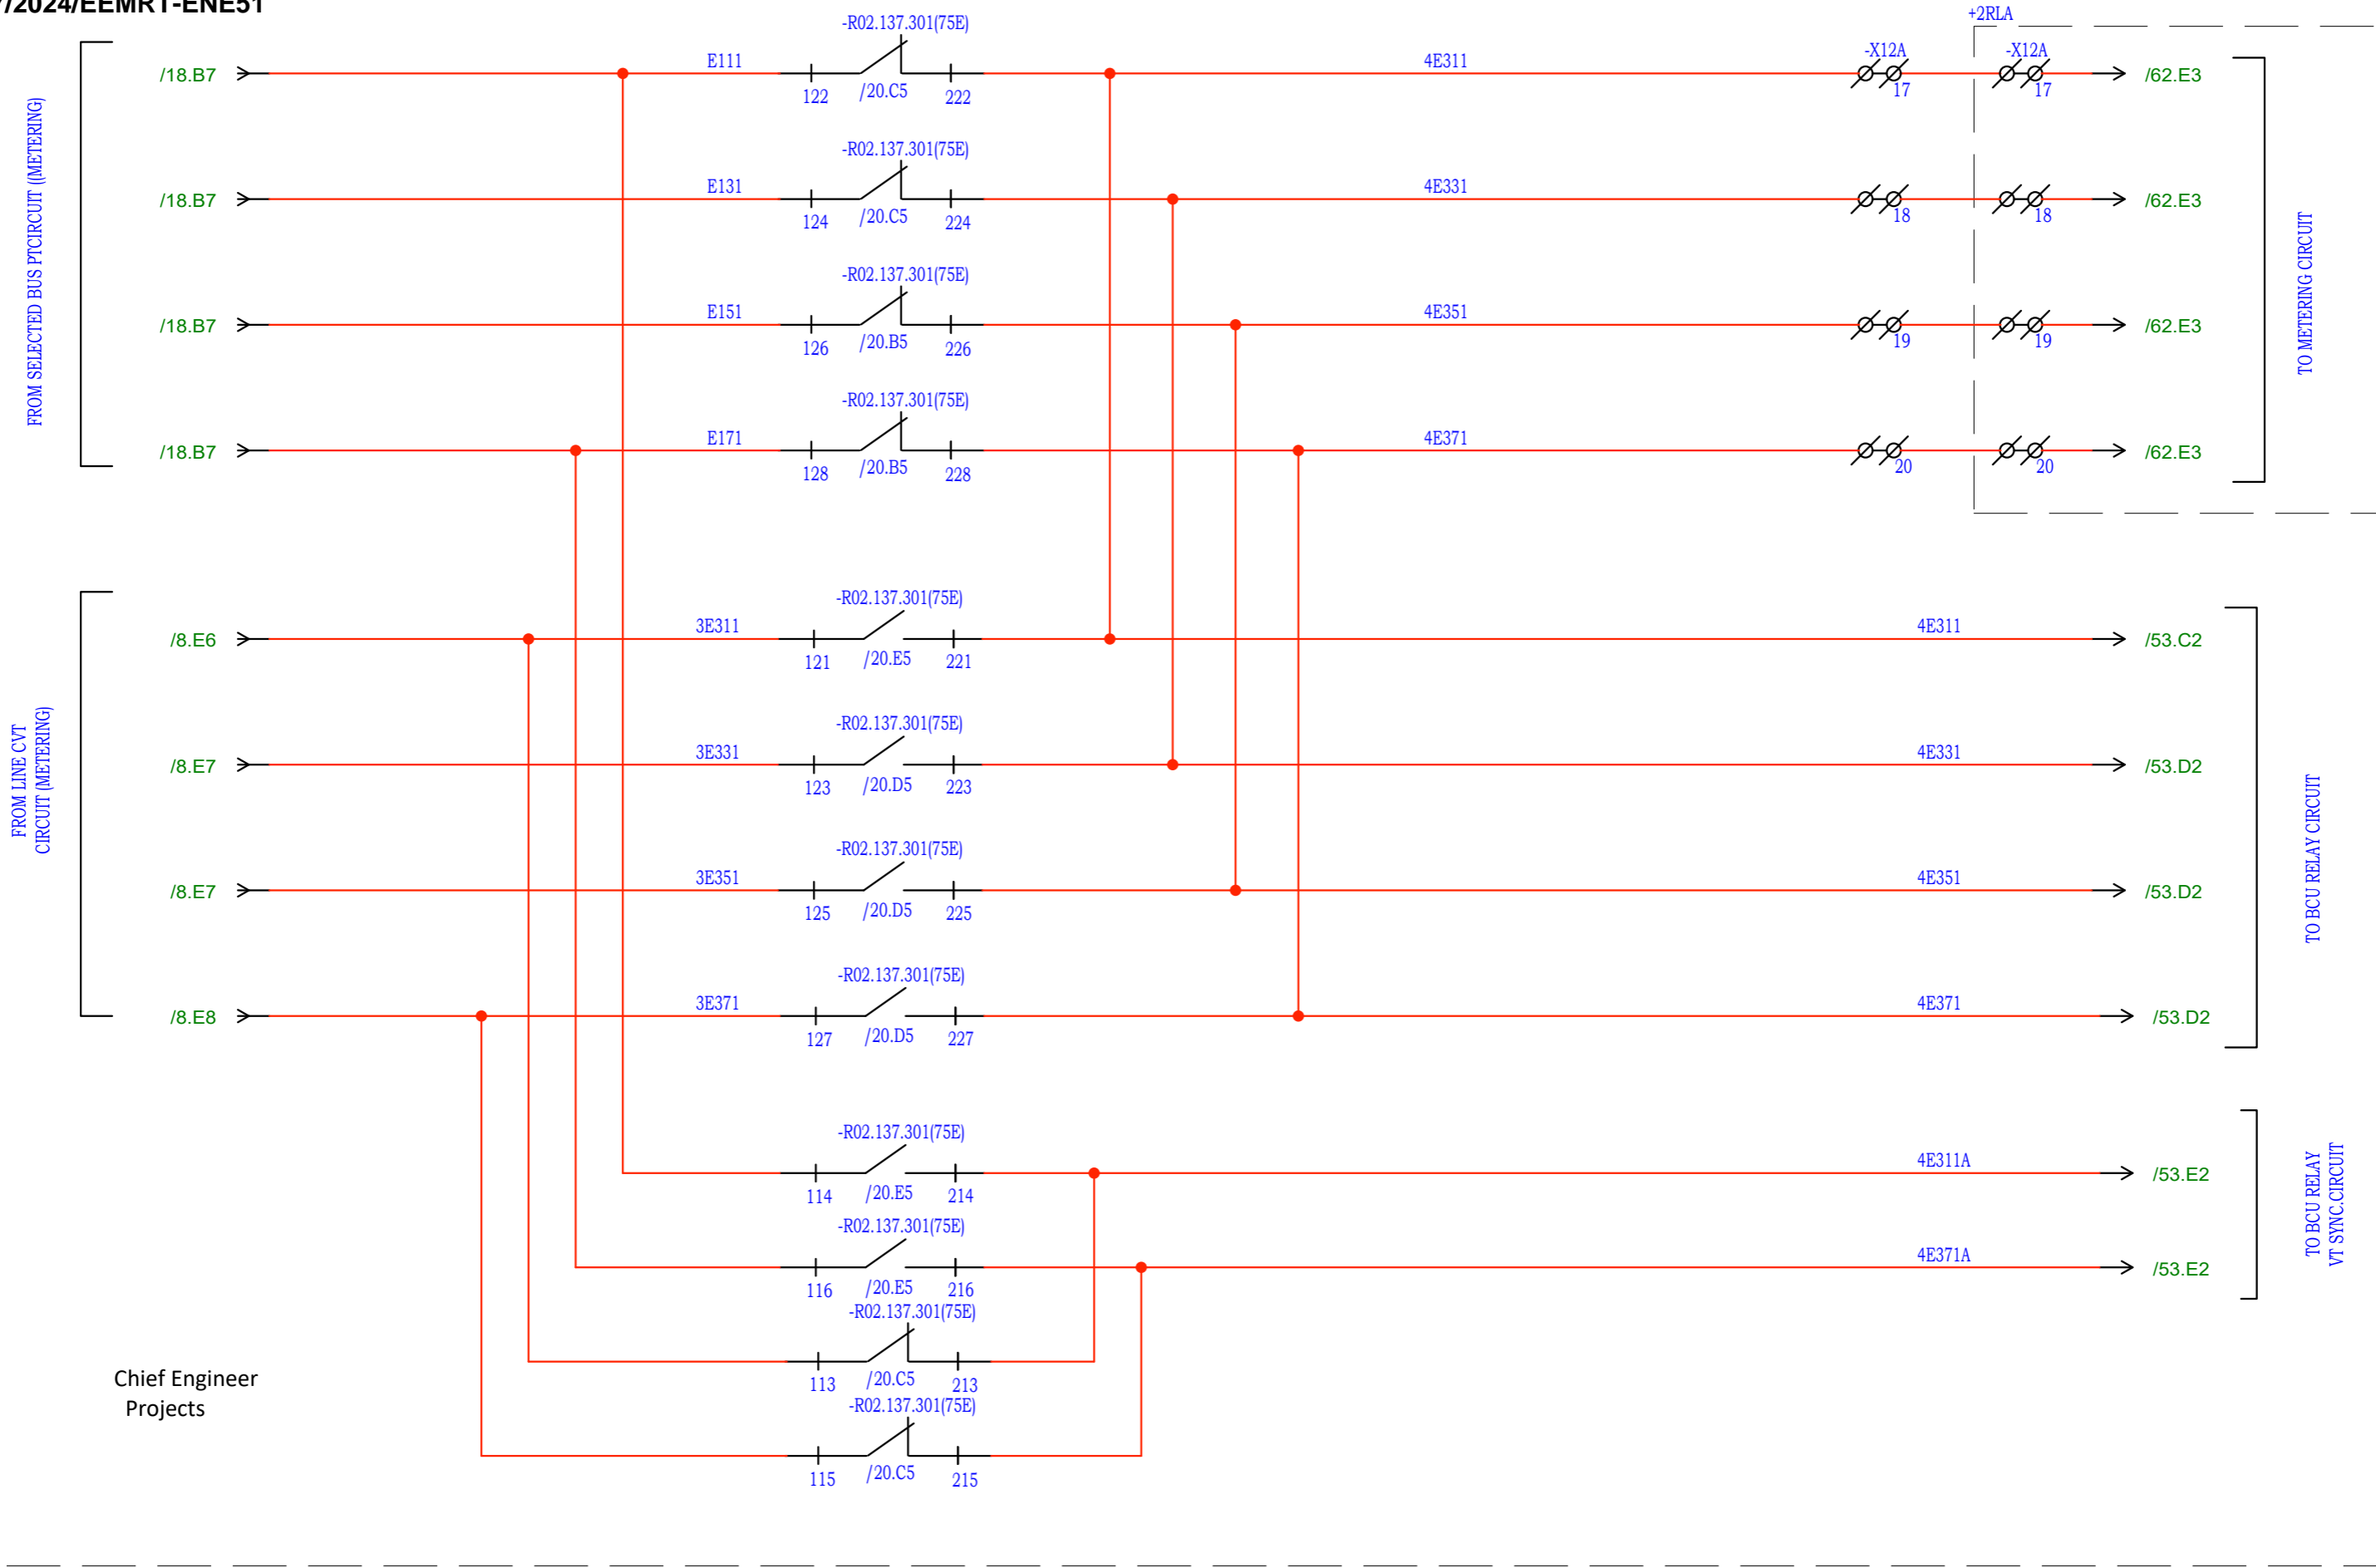 /2024/EEMRT-ENE51
+2RLA
FROM SELECTED BUS PTCIRCUIT ((METERING)
/18.B7
E111
-R02.137.301(75E)
122
/20.C5
222
4E311
-X12A
17
-X12A
17
/62.E3
/18.B7
E131
-R02.137.301(75E)
124
/20.C5
224
4E331
18
18
/62.E3
/18.B7
E151
-R02.137.301(75E)
126
/20.B5
226
4E351
19
19
/62.E3
/18.B7
E171
-R02.137.301(75E)
128
/20.B5
228
4E371
20
20
/62.E3
TO METERING CIRCUIT
FROM LINE CVT
CIRCUIT (METERING)
/8.E6
3E311
-R02.137.301(75E)
121
/20.E5
221
4E311
/53.C2
/8.E7
3E331
-R02.137.301(75E)
123
/20.D5
223
4E331
/53.D2
/8.E7
3E351
-R02.137.301(75E)
125
/20.D5
225
4E351
/53.D2
/8.E8
3E371
-R02.137.301(75E)
127
/20.D5
227
4E371
/53.D2
TO BCU RELAY CIRCUIT
-R02.137.301(75E)
114
/20.E5
214
4E311A
/53.E2
-R02.137.301(75E)
116
/20.E5
216
4E371A
/53.E2
TO BCU RELAY
VT SYNC.CIRCUIT
-R02.137.301(75E)
113
/20.C5
213
-R02.137.301(75E)
115
/20.C5
215
Chief Engineer
Projects